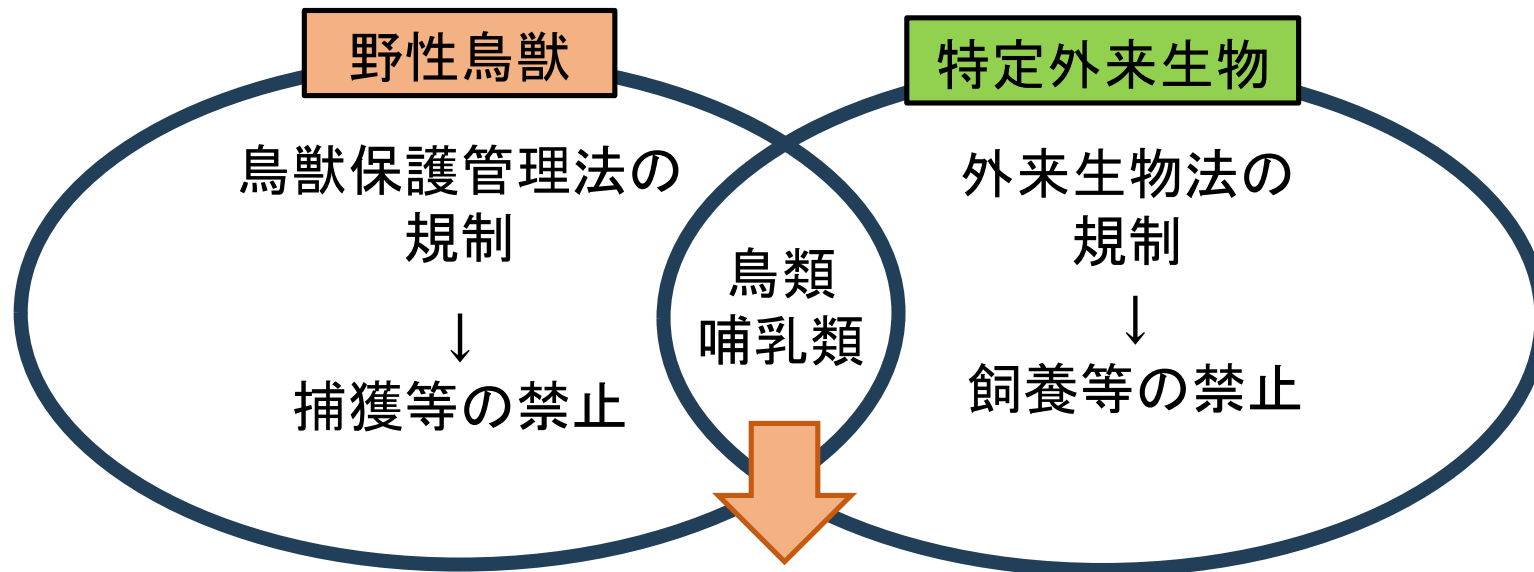 野性鳥獣
鳥獣保護管理法の
規制
↓
捕獲等の禁止
鳥類
哺乳類
特定外来生物
外来生物法の
規制
↓
飼養等の禁止